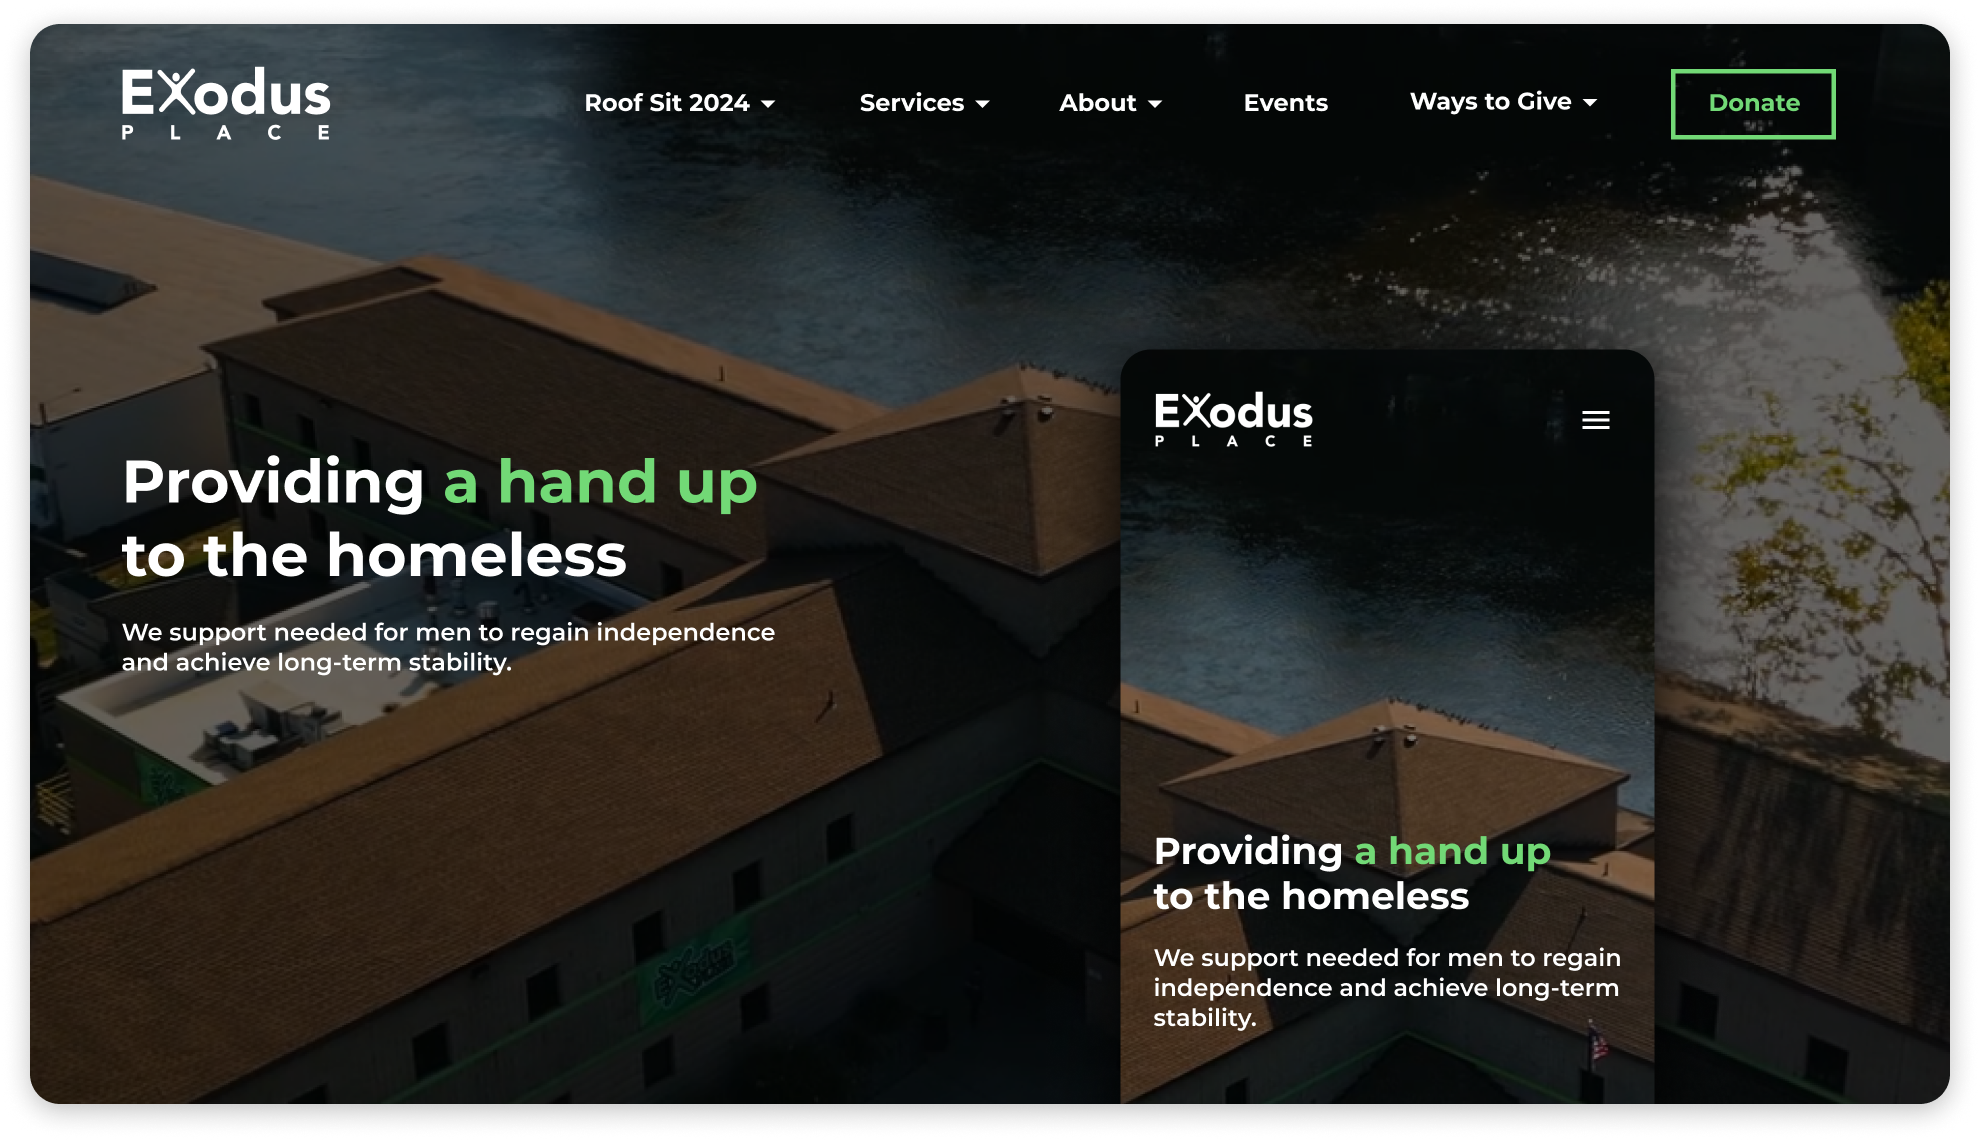 Exodus
PLACE
Roof Sit 2024
Services
About
Events
Ways to Give
Donate
Providing a hand up
to the homeless
We support needed for men to regain independence
and achieve long-term stability.
Exodus
PLACE
Providing a hand up
to the homeless
We support needed for men to regain
independence and achieve long-term
stability.
Exodus